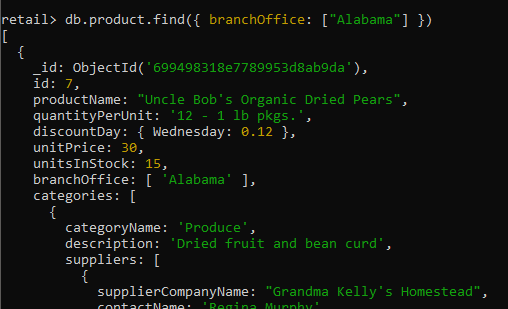 retail> db.product.find({ branchOffice: ["Alabama"] })
[
  {
    _id: ObjectId('699498318e7789953d8ab9da'),
    id: 7,
    productName: "Uncle Bob's Organic Dried Pears",
    quantityPerUnit: '12 - 1 lb pkgs.',
    discountDay: { Wednesday: 0.12 },
    unitPrice: 30,
    unitsInStock: 15,
    branchOffice: [ 'Alabama' ],
    categories: [
      {
        categoryName: 'Produce',
        description: 'Dried fruit and bean curd',
        suppliers: [
          {
            supplierCompanyName: "Grandma Kelly's Homestead",
            contactName: 'Regina Murphy'